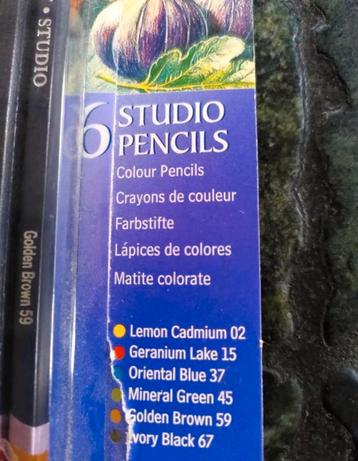 • STUDIO
Golden Brown 59
6 STUDIO
PENCILS
Colour Pencils
Crayons de couleur
Farbstifte
Lápices de colores
Matite colorate
Lemon Cadmium 02
Geranium Lake 15
Oriental Blue 37
Mineral Green 45
Golden Brown 59
Ivory Black 67